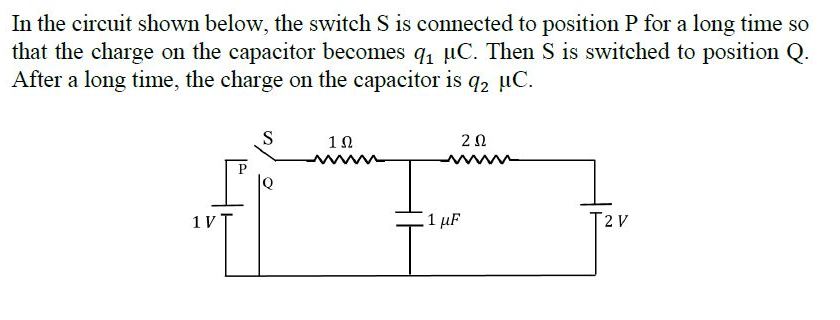 In the circuit shown below, the switch S is connected to position P for a long time so
that the charge on the capacitor becomes q₁ μC. Then S is switched to position Q.
After a long time, the charge on the capacitor is q₂ μC.
S
1 Ω
2 Ω
P
Q
1 V
1 μF
2 V